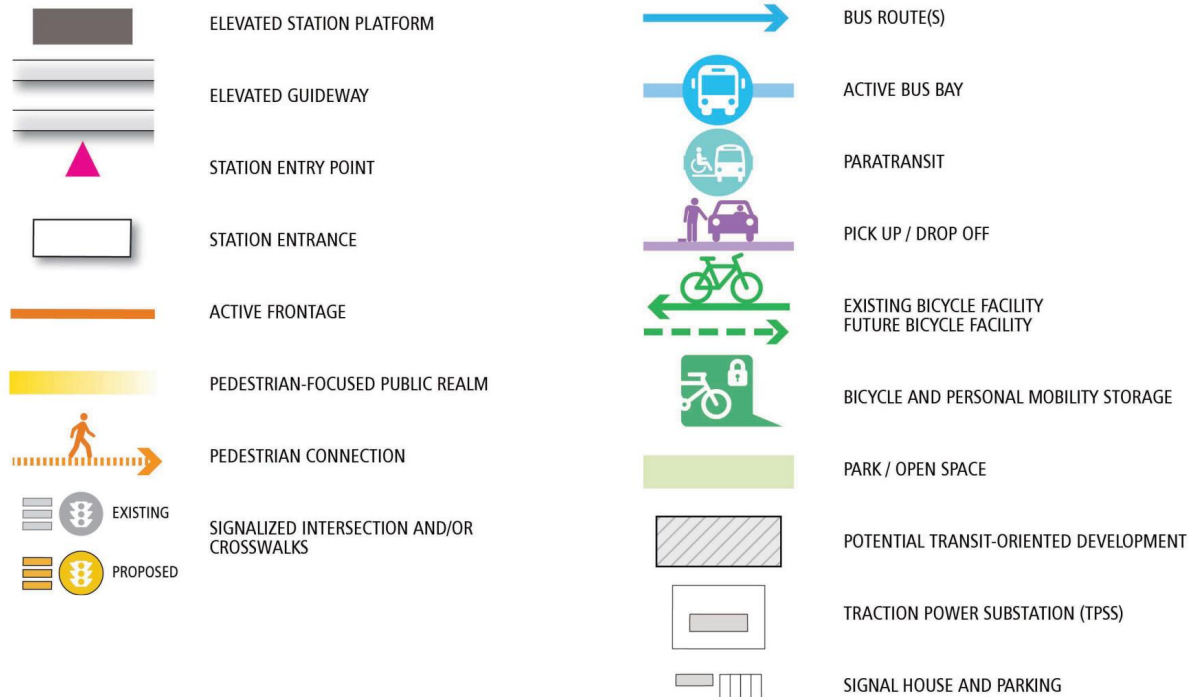 ELEVATED STATION PLATFORM
ELEVATED GUIDEWAY
STATION ENTRY POINT
STATION ENTRANCE
ACTIVE FRONTAGE
PEDESTRIAN-FOCUSED PUBLIC REALM
PEDESTRIAN CONNECTION
EXISTING
PROPOSED
SIGNALIZED INTERSECTION AND/OR
CROSSWALKS
BUS ROUTE(S)
ACTIVE BUS BAY
PARATRANSIT
PICK UP / DROP OFF
EXISTING BICYCLE FACILITY
FUTURE BICYCLE FACILITY
BICYCLE AND PERSONAL MOBILITY STORAGE
PARK / OPEN SPACE
POTENTIAL TRANSIT-ORIENTED DEVELOPMENT
TRACTION POWER SUBSTATION (TPSS)
SIGNAL HOUSE AND PARKING